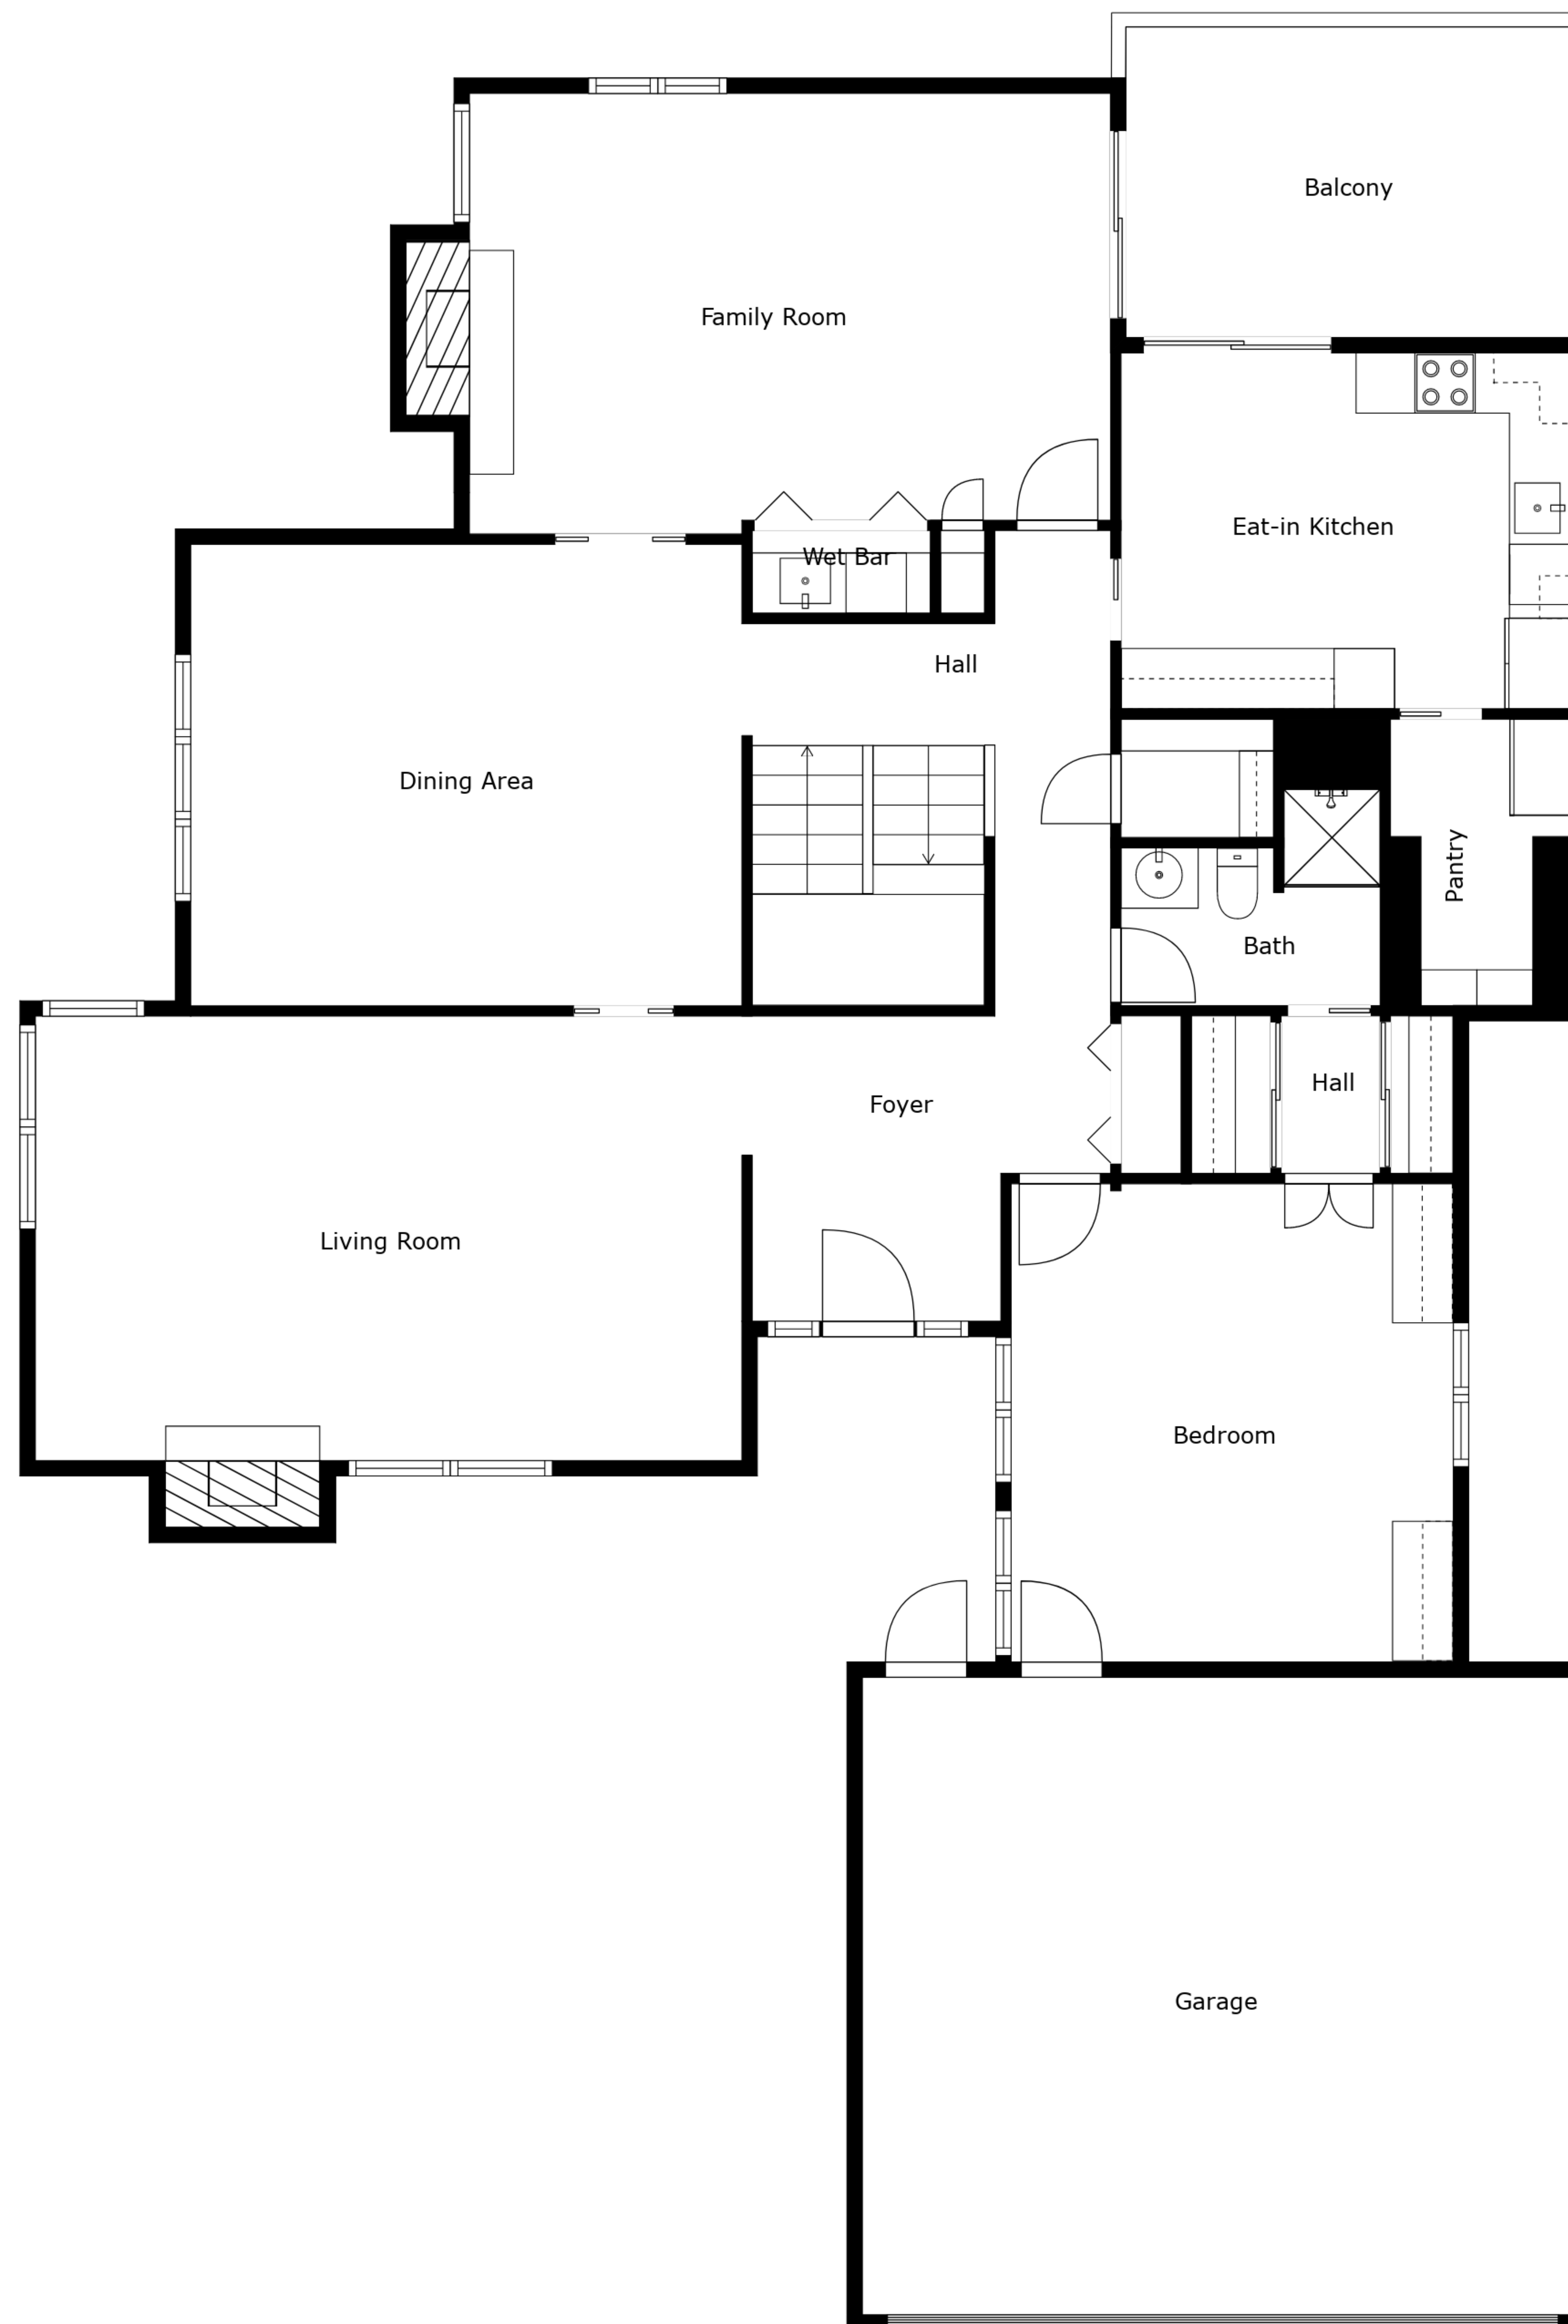 Balcony
Family Room
Eat-in Kitchen
Wet Bar
Hall
Dining Area
Pantry
Bath
Hall
Foyer
Living Room
Bedroom
Garage